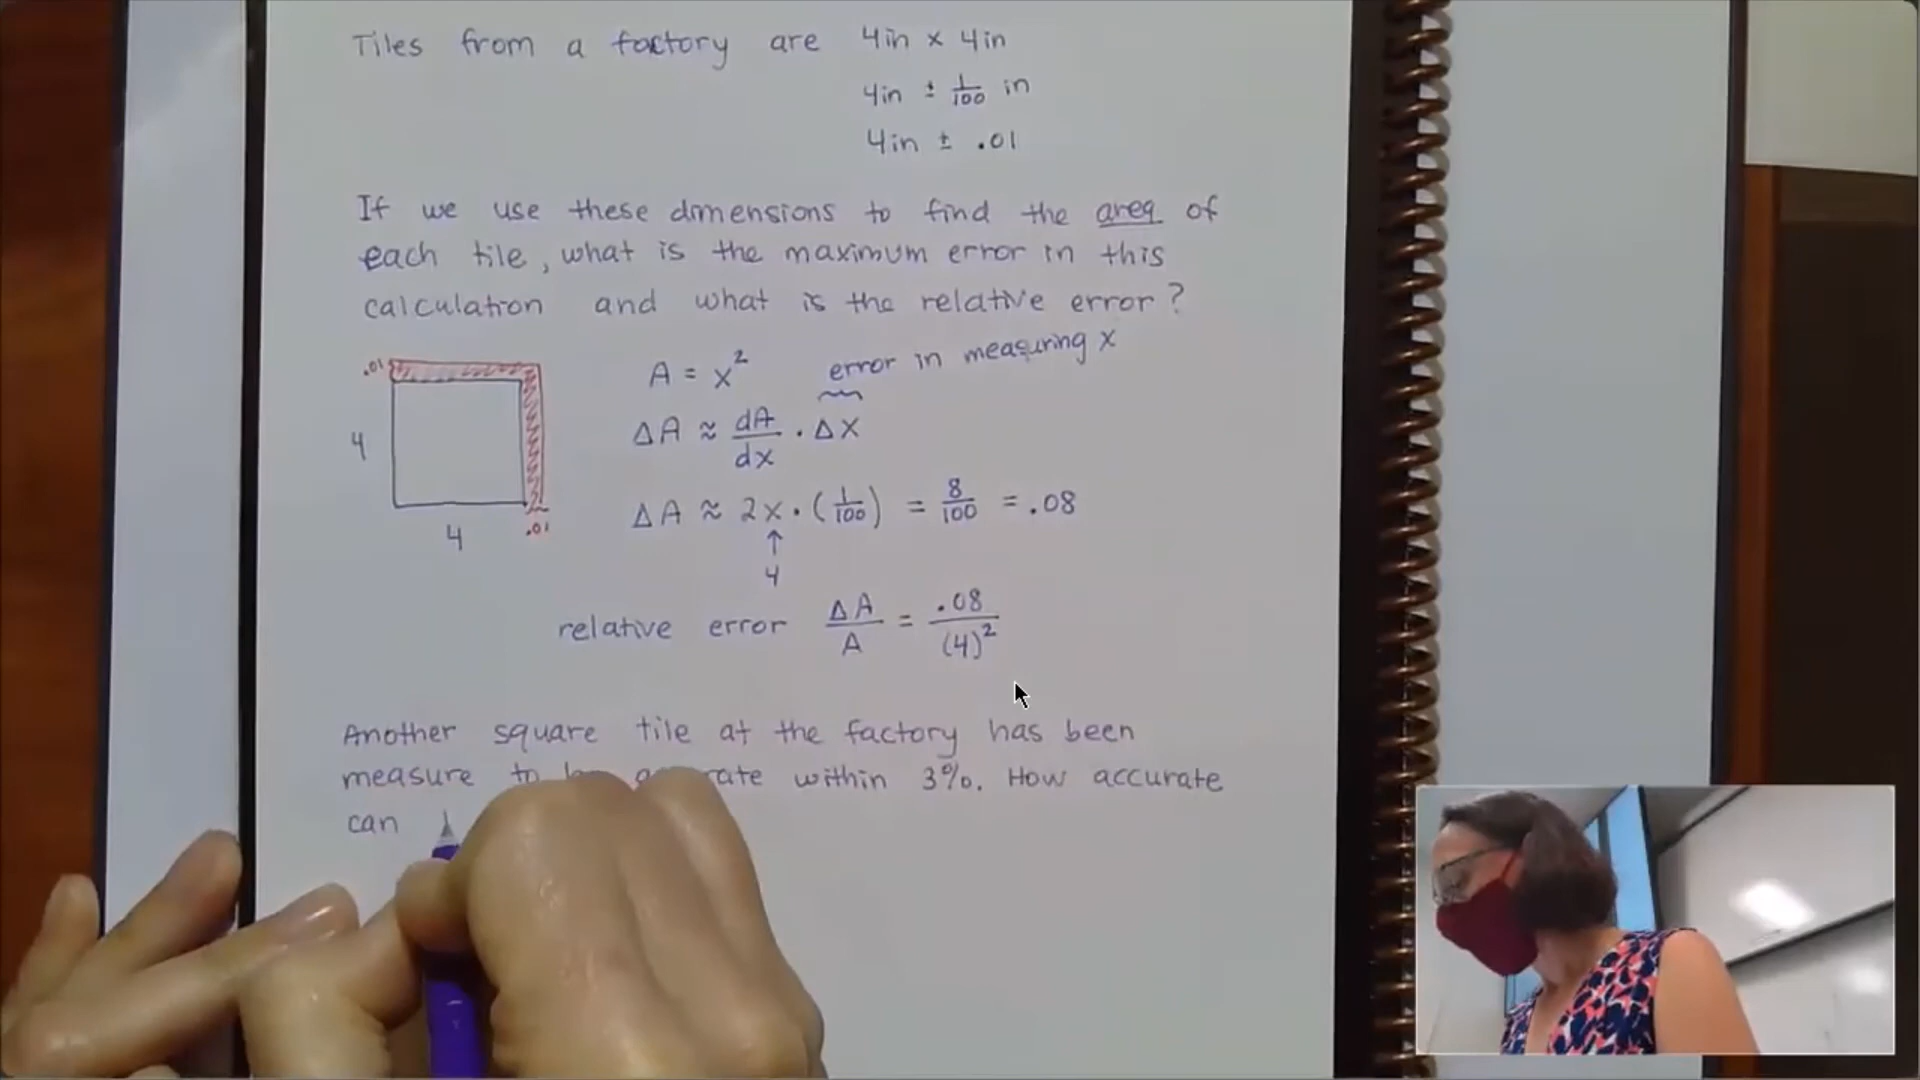 Tiles from a factory are 4in x 4in
4in ± 1/100 in
4in ± .01
If we use these dimensions to find the area of
each tile, what is the maximum error in this
calculation and what is the relative error?
error in measuring x
.01
A = x²
ΔA ≈ dA/dx · Δx
4
ΔA ≈ 2x · (1/100) = 8/100 = .08
4
.01
4
relative error ΔA/A = .08/(4)²
Another square tile at the factory has been
measure to within 3%. How accurate
can